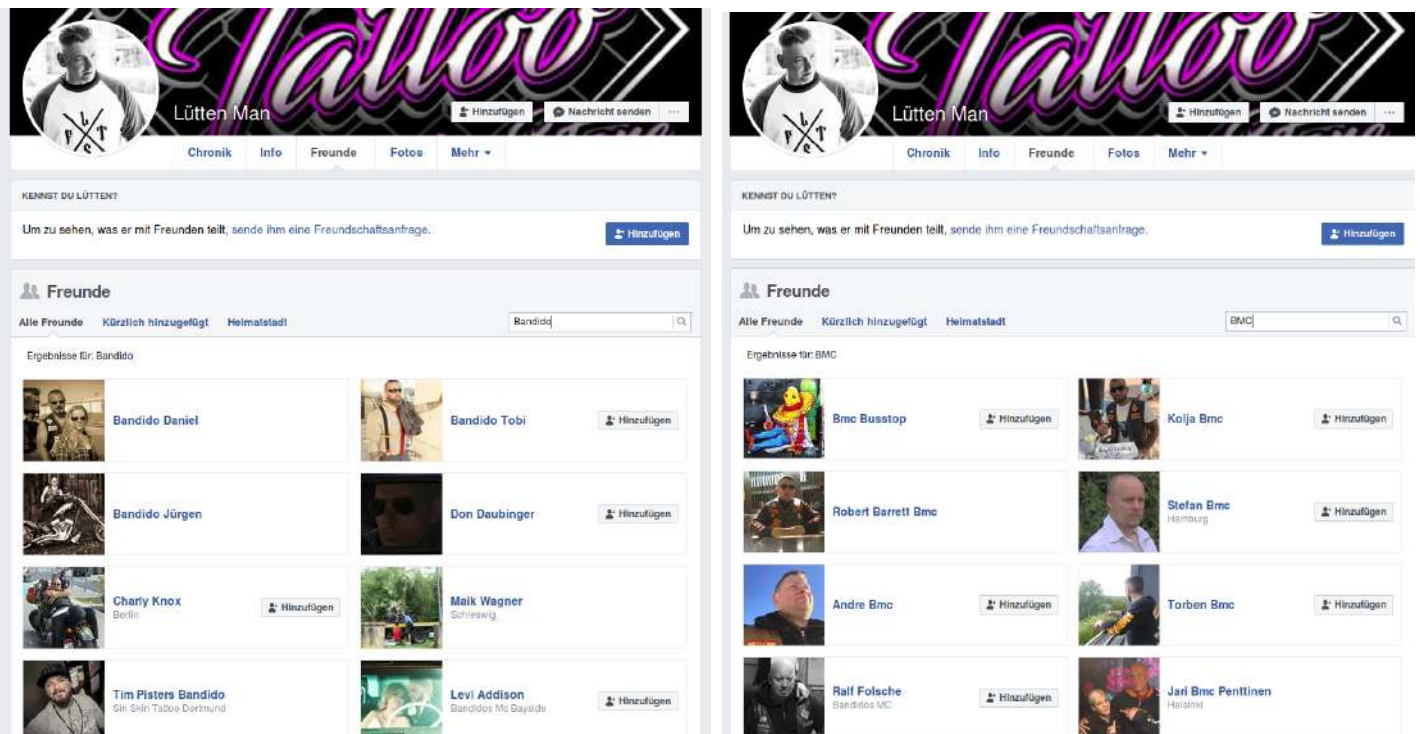 Tattoo
Lütten Man
Hinzufügen
Nachricht senden
Chronik Info Freunde Fotos Mehr
KENNST DU LÜTTEN?
Um zu sehen, was er mit Freunden teilt, sende ihm eine Freundschaftsanfrage.
Hinzufügen
Freunde
Alle Freunde Kürzlich hinzugefügt Heimatstadt
Bandido
Ergebnisse für: Bandido
Bandido Daniel
Bandido Tobi
Hinzufügen
Bandido Jürgen
Don Daubinger
Hinzufügen
Charly Knox
Berlin
Hinzufügen
Maik Wagner
Schleswig
Tim Pisters Bandido
Sin Skin Tattoo Dortmund
Levi Addison
Bandidos Mc Bayside
Hinzufügen
Tattoo
Lütten Man
Hinzufügen
Nachricht senden
Chronik Info Freunde Fotos Mehr
KENNST DU LÜTTEN?
Um zu sehen, was er mit Freunden teilt, sende ihm eine Freundschaftsanfrage.
Hinzufügen
Freunde
Alle Freunde Kürzlich hinzugefügt Heimatstadt
BMC
Ergebnisse für: BMC
Bmc Busstop
Hinzufügen
Kolja Bmc
Hinzufügen
Robert Barrett Bmc
Stefan Bmc
Hamburg
Hinzufügen
Andre Bmc
Hinzufügen
Torben Bmc
Hinzufügen
Ralf Folsche
Bandidos MC
Hinzufügen
Jari Bmc Penttinen
Helsinki